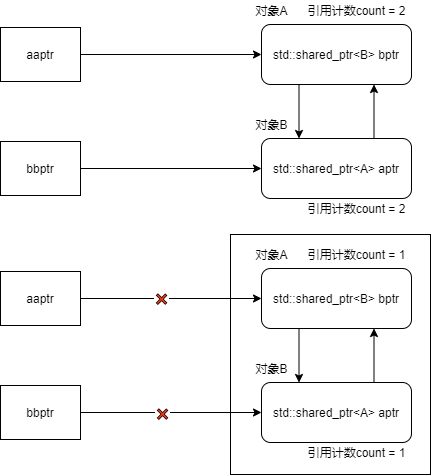 对象A 引用计数count = 2
aaptr
std::shared_ptr<B> bptr
对象B
bbptr
std::shared_ptr<A> aptr
引用计数count = 2
对象A 引用计数count = 1
aaptr
std::shared_ptr<B> bptr
对象B
bbptr
std::shared_ptr<A> aptr
引用计数count = 1